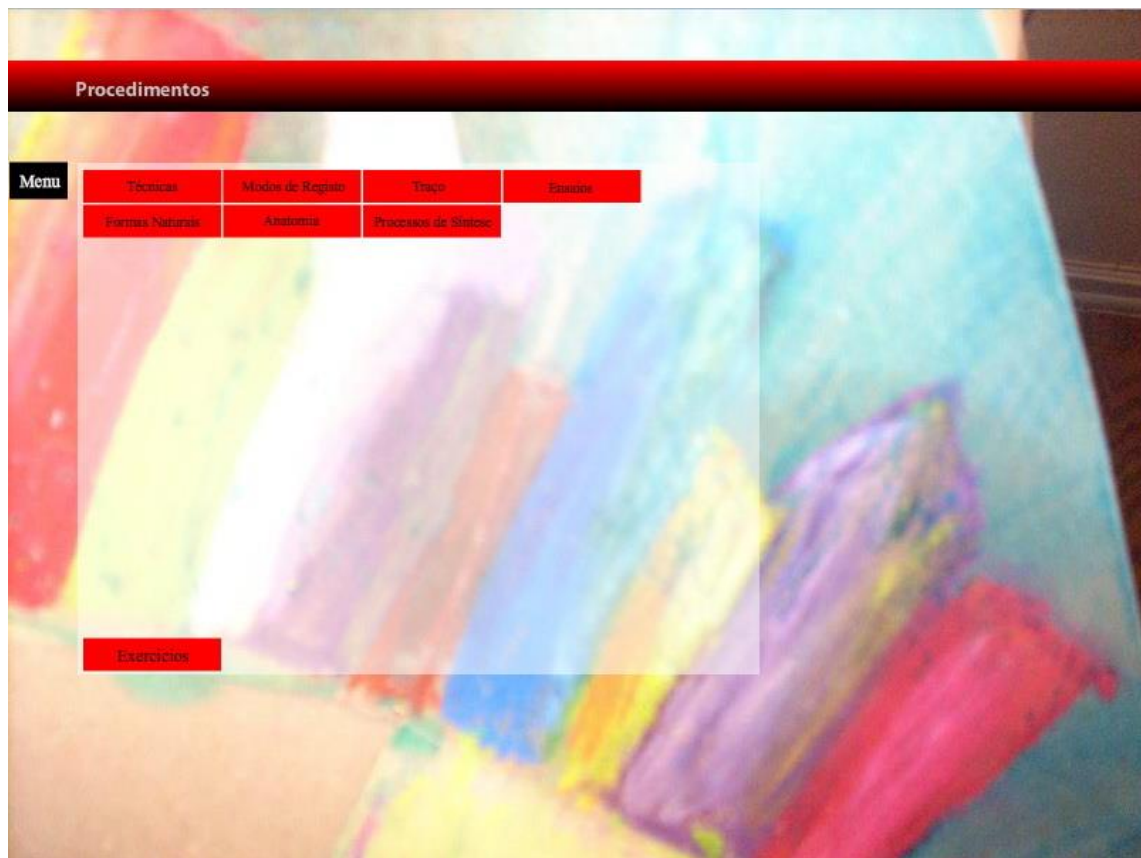 Procedimentos
Menu
Técnicas Modos de Registo Traço Ensaios
Formas Naturais Anatomia Processos de Síntese
Exercícios